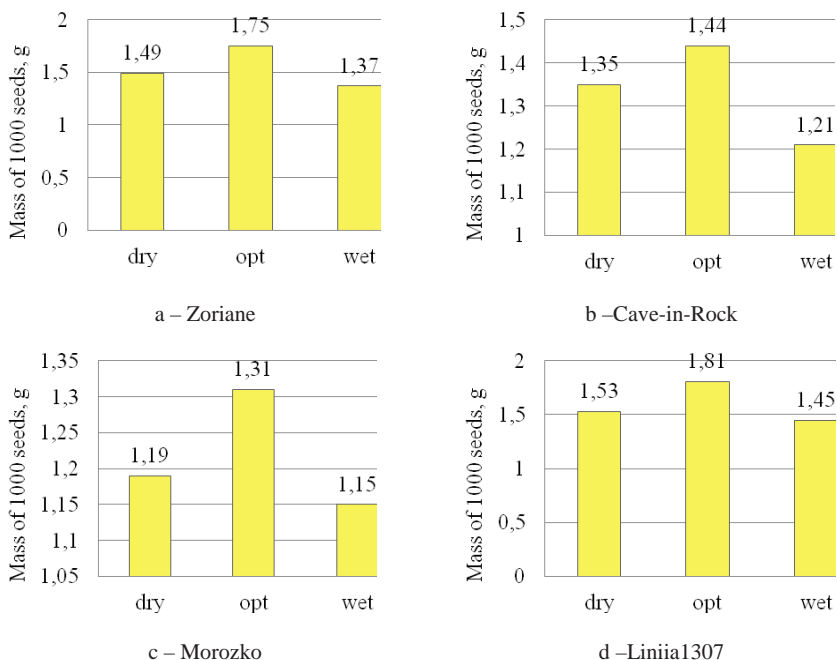 Mass of 1000 seeds, g
2
1,5
1
0,5
0
1,49
1,75
1,37
dry opt wet
a – Zoriane
Mass of 1000 seeds, g
1,5
1,4
1,3
1,2
1,1
1
1,35
1,44
1,21
dry opt wet
b –Cave-in-Rock
Mass of 1000 seeds, g
1,35
1,3
1,25
1,2
1,15
1,1
1,05
1,19
1,31
1,15
dry opt wet
c – Morozko
Mass of 1000 seeds, g
2
1,5
1
0,5
0
1,53
1,81
1,45
dry opt wet
d –Liniia1307